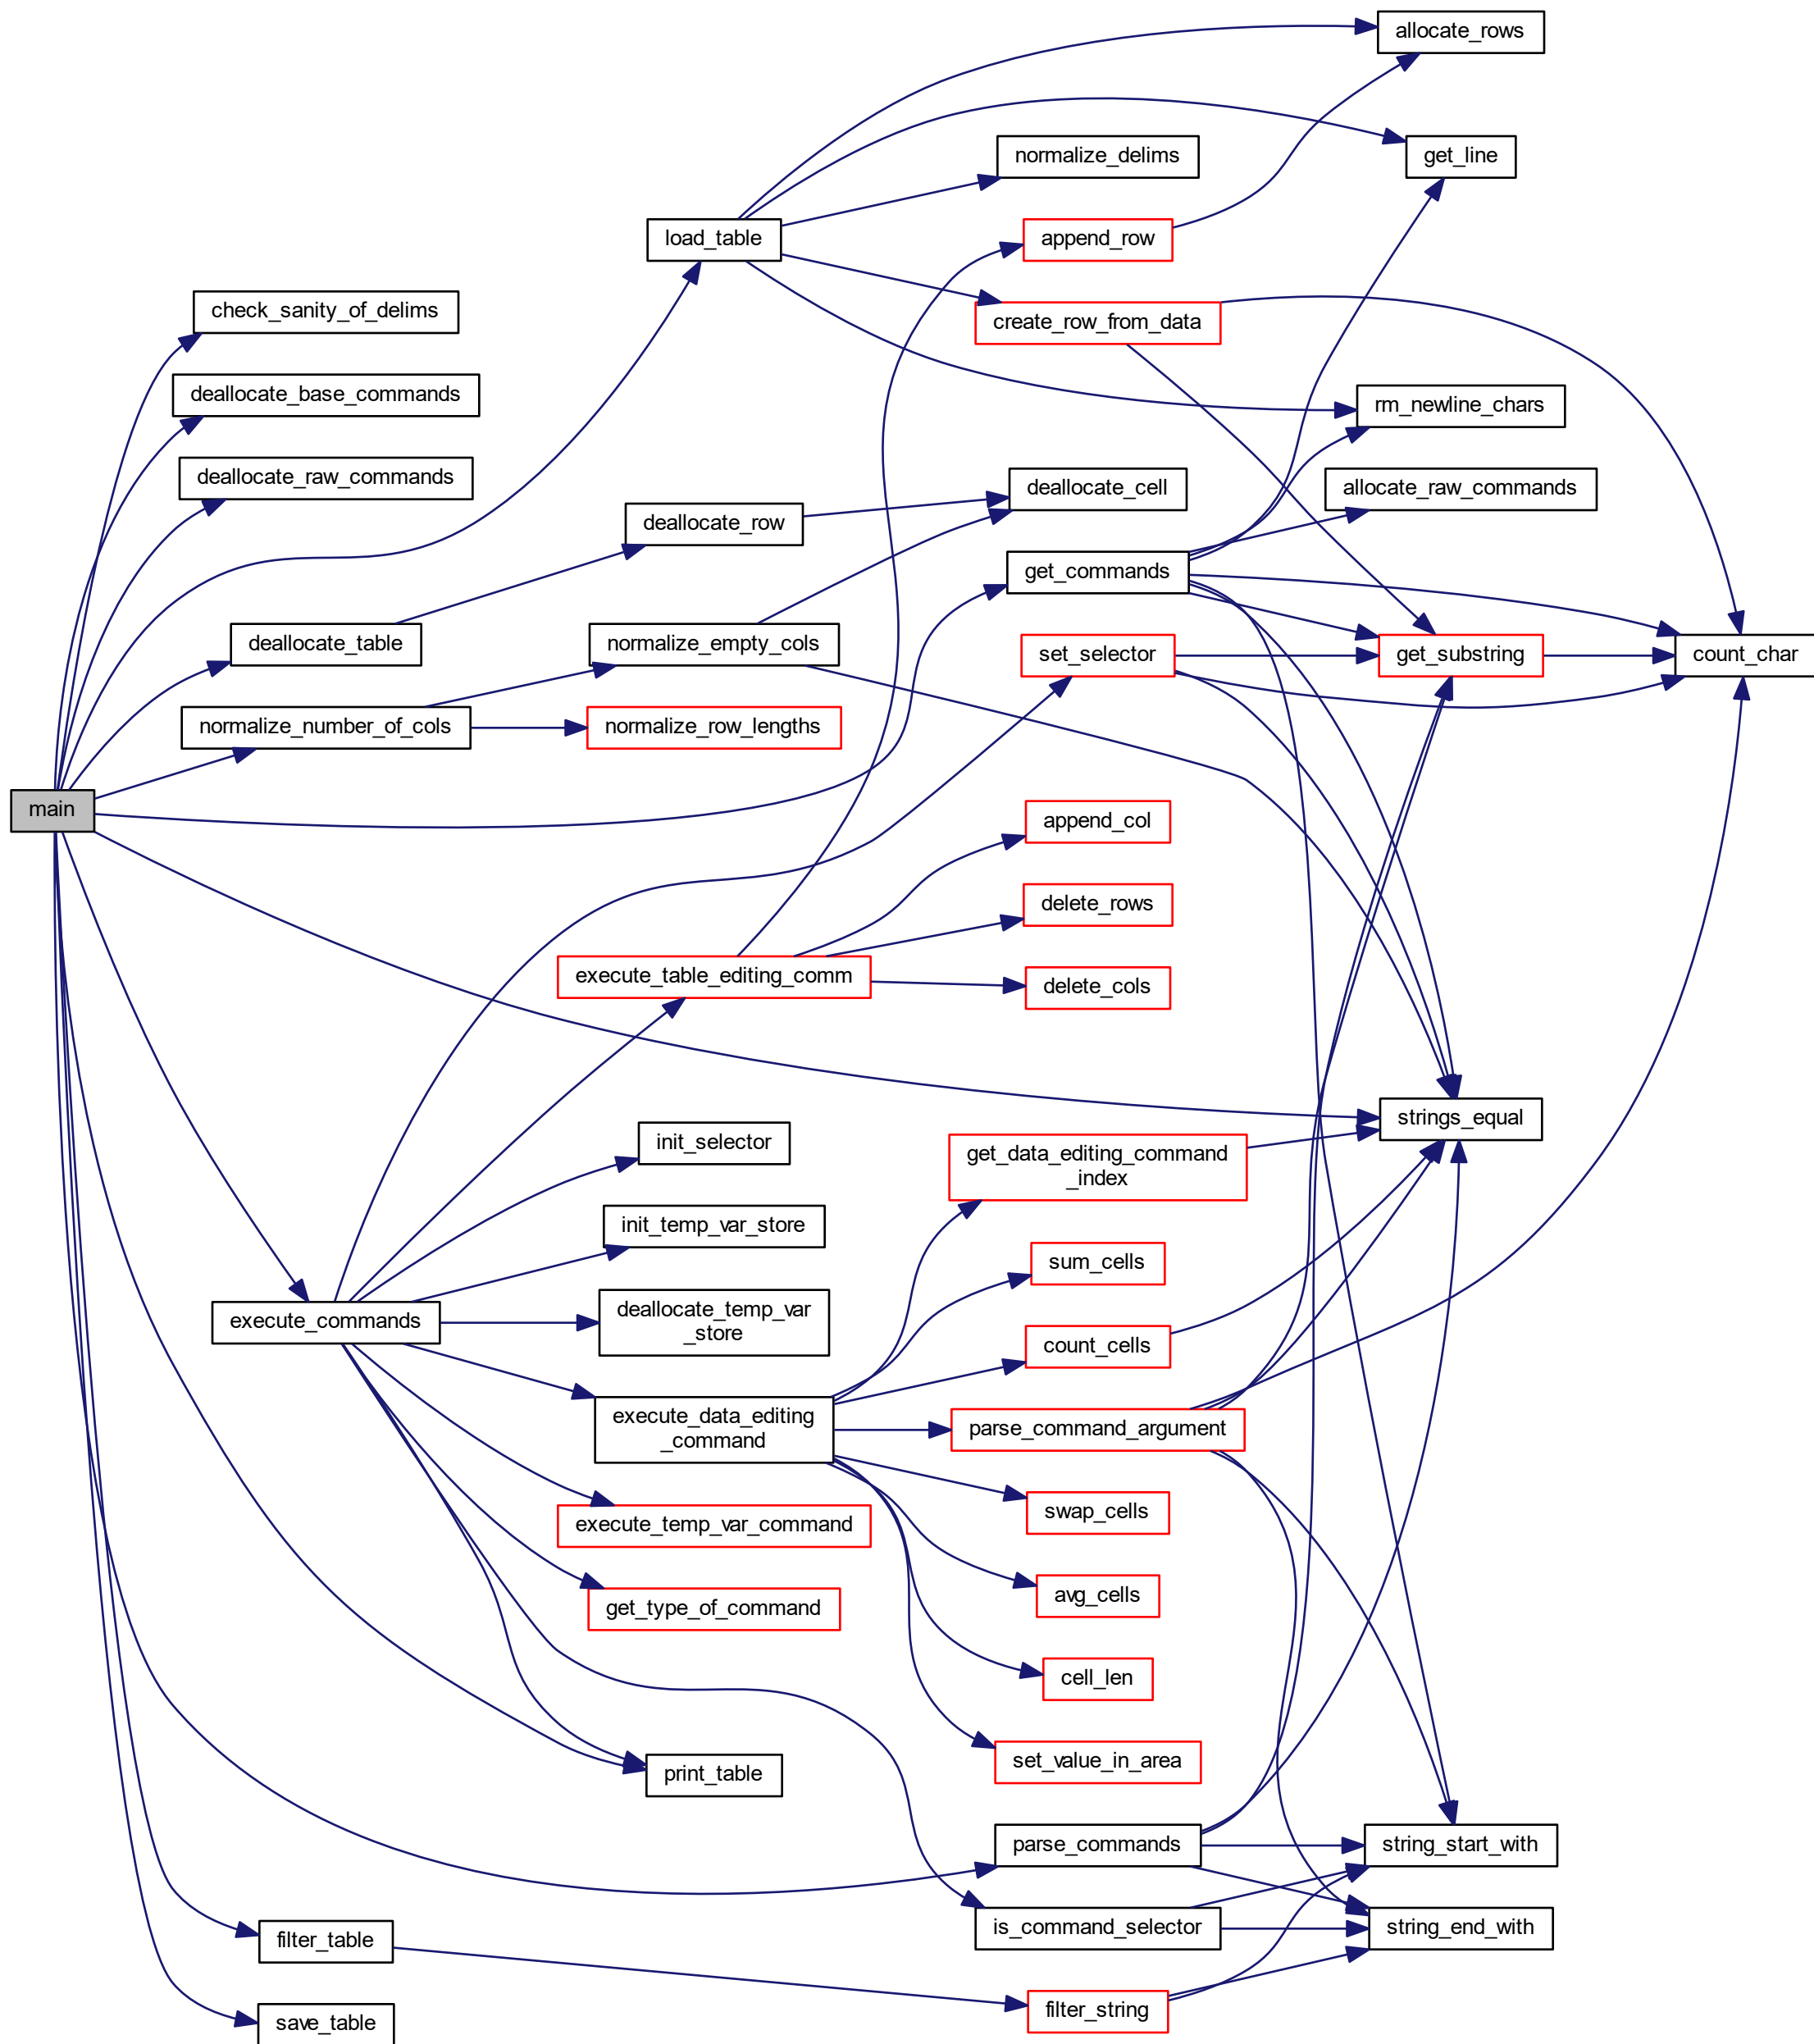 allocate_rows
get_line
normalize_delims
load_table
append_row
check_sanity_of_delims
create_row_from_data
deallocate_base_commands
rm_newline_chars
deallocate_raw_commands
deallocate_cell
allocate_raw_commands
deallocate_row
get_commands
deallocate_table
normalize_empty_cols
set_selector
get_substring
count_char
normalize_number_of_cols
normalize_row_lengths
main
append_col
delete_rows
execute_table_editing_comm
delete_cols
strings_equal
init_selector
get_data_editing_command
_index
init_temp_var_store
sum_cells
execute_commands
deallocate_temp_var
_store
count_cells
execute_data_editing
_command
parse_command_argument
execute_temp_var_command
swap_cells
get_type_of_command
avg_cells
cell_len
print_table
set_value_in_area
parse_commands
string_start_with
filter_table
is_command_selector
string_end_with
save_table
filter_string